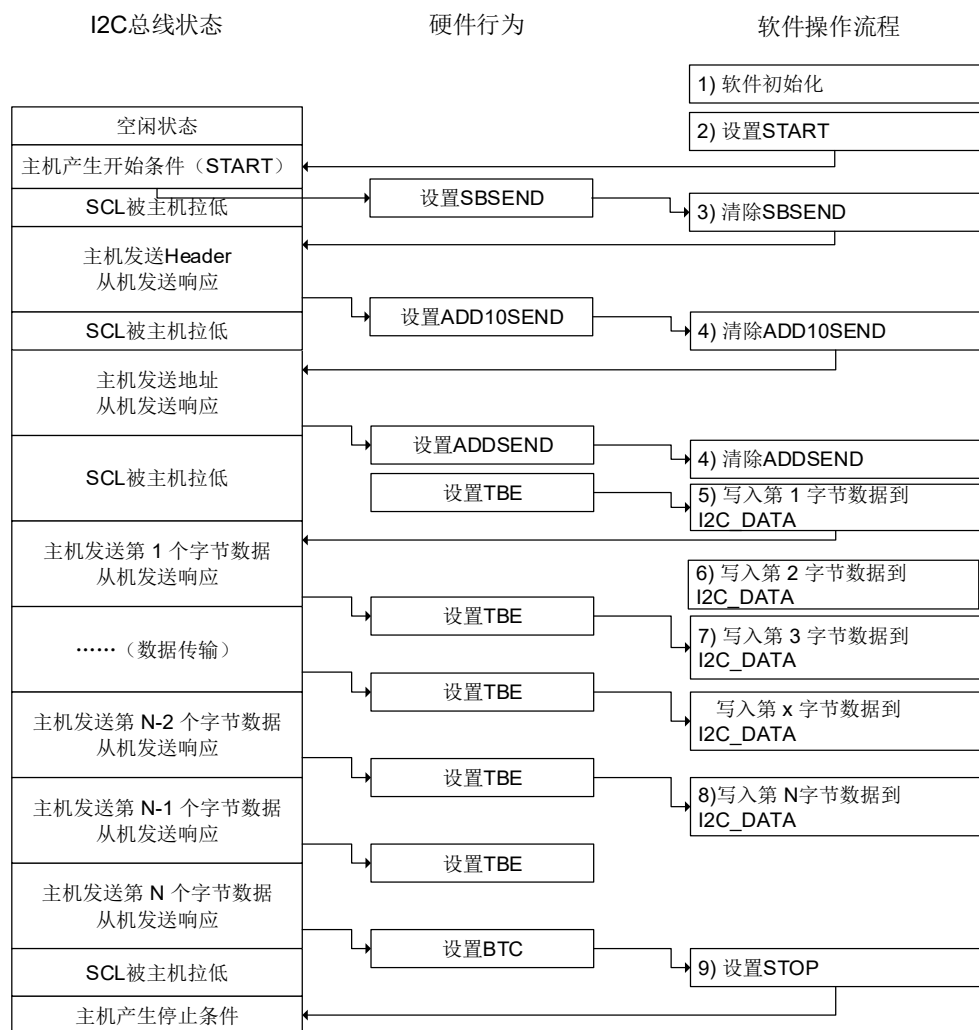 I2C总线状态
硬件行为
软件操作流程
1) 软件初始化
空闲状态
2) 设置START
主机产生开始条件（START）
设置SBSEND
SCL被主机拉低
3) 清除SBSEND
主机发送Header
从机发送响应
设置ADD10SEND
SCL被主机拉低
4) 清除ADD10SEND
主机发送地址
从机发送响应
设置ADDSEND
4) 清除ADDSEND
SCL被主机拉低
设置TBE
5) 写入第 1 字节数据到
I2C_DATA
主机发送第 1 个字节数据
从机发送响应
6) 写入第 2 字节数据到
I2C_DATA
设置TBE
7) 写入第 3 字节数据到
I2C_DATA
……（数据传输）
设置TBE
写入第 x 字节数据到
I2C_DATA
主机发送第 N-2 个字节数据
从机发送响应
设置TBE
8)写入第 N字节数据到
I2C_DATA
主机发送第 N-1 个字节数据
从机发送响应
设置TBE
主机发送第 N 个字节数据
从机发送响应
设置BTC
SCL被主机拉低
9) 设置STOP
主机产生停止条件